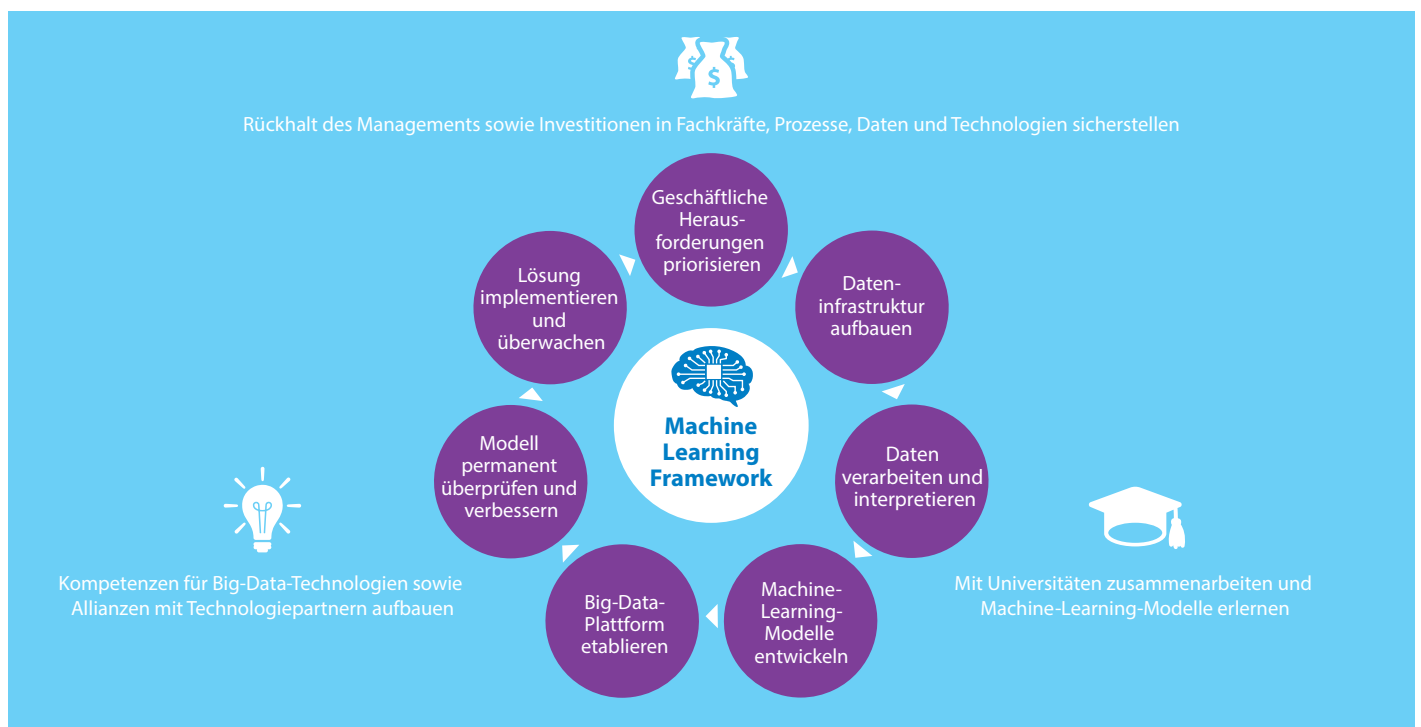 Rückhalt des Managements sowie Investitionen in Fachkräfte, Prozesse, Daten und Technologien sicherstellen
Geschäftliche
Heraus-
forderungen
priorisieren
Daten-
infrastruktur
aufbauen
Daten
verarbeiten und
interpretieren
Machine-
Learning-
Modelle
entwickeln
Big-Data-
Plattform
etablieren
Modell
permanent
überprüfen und
verbessern
Lösung
implementieren
und
überwachen
Machine
Learning
Framework
Kompetenzen für Big-Data-Technologien sowie
Allianzen mit Technologiepartnern aufbauen
Mit Universitäten zusammenarbeiten und
Machine-Learning-Modelle erlernen
$
$
$